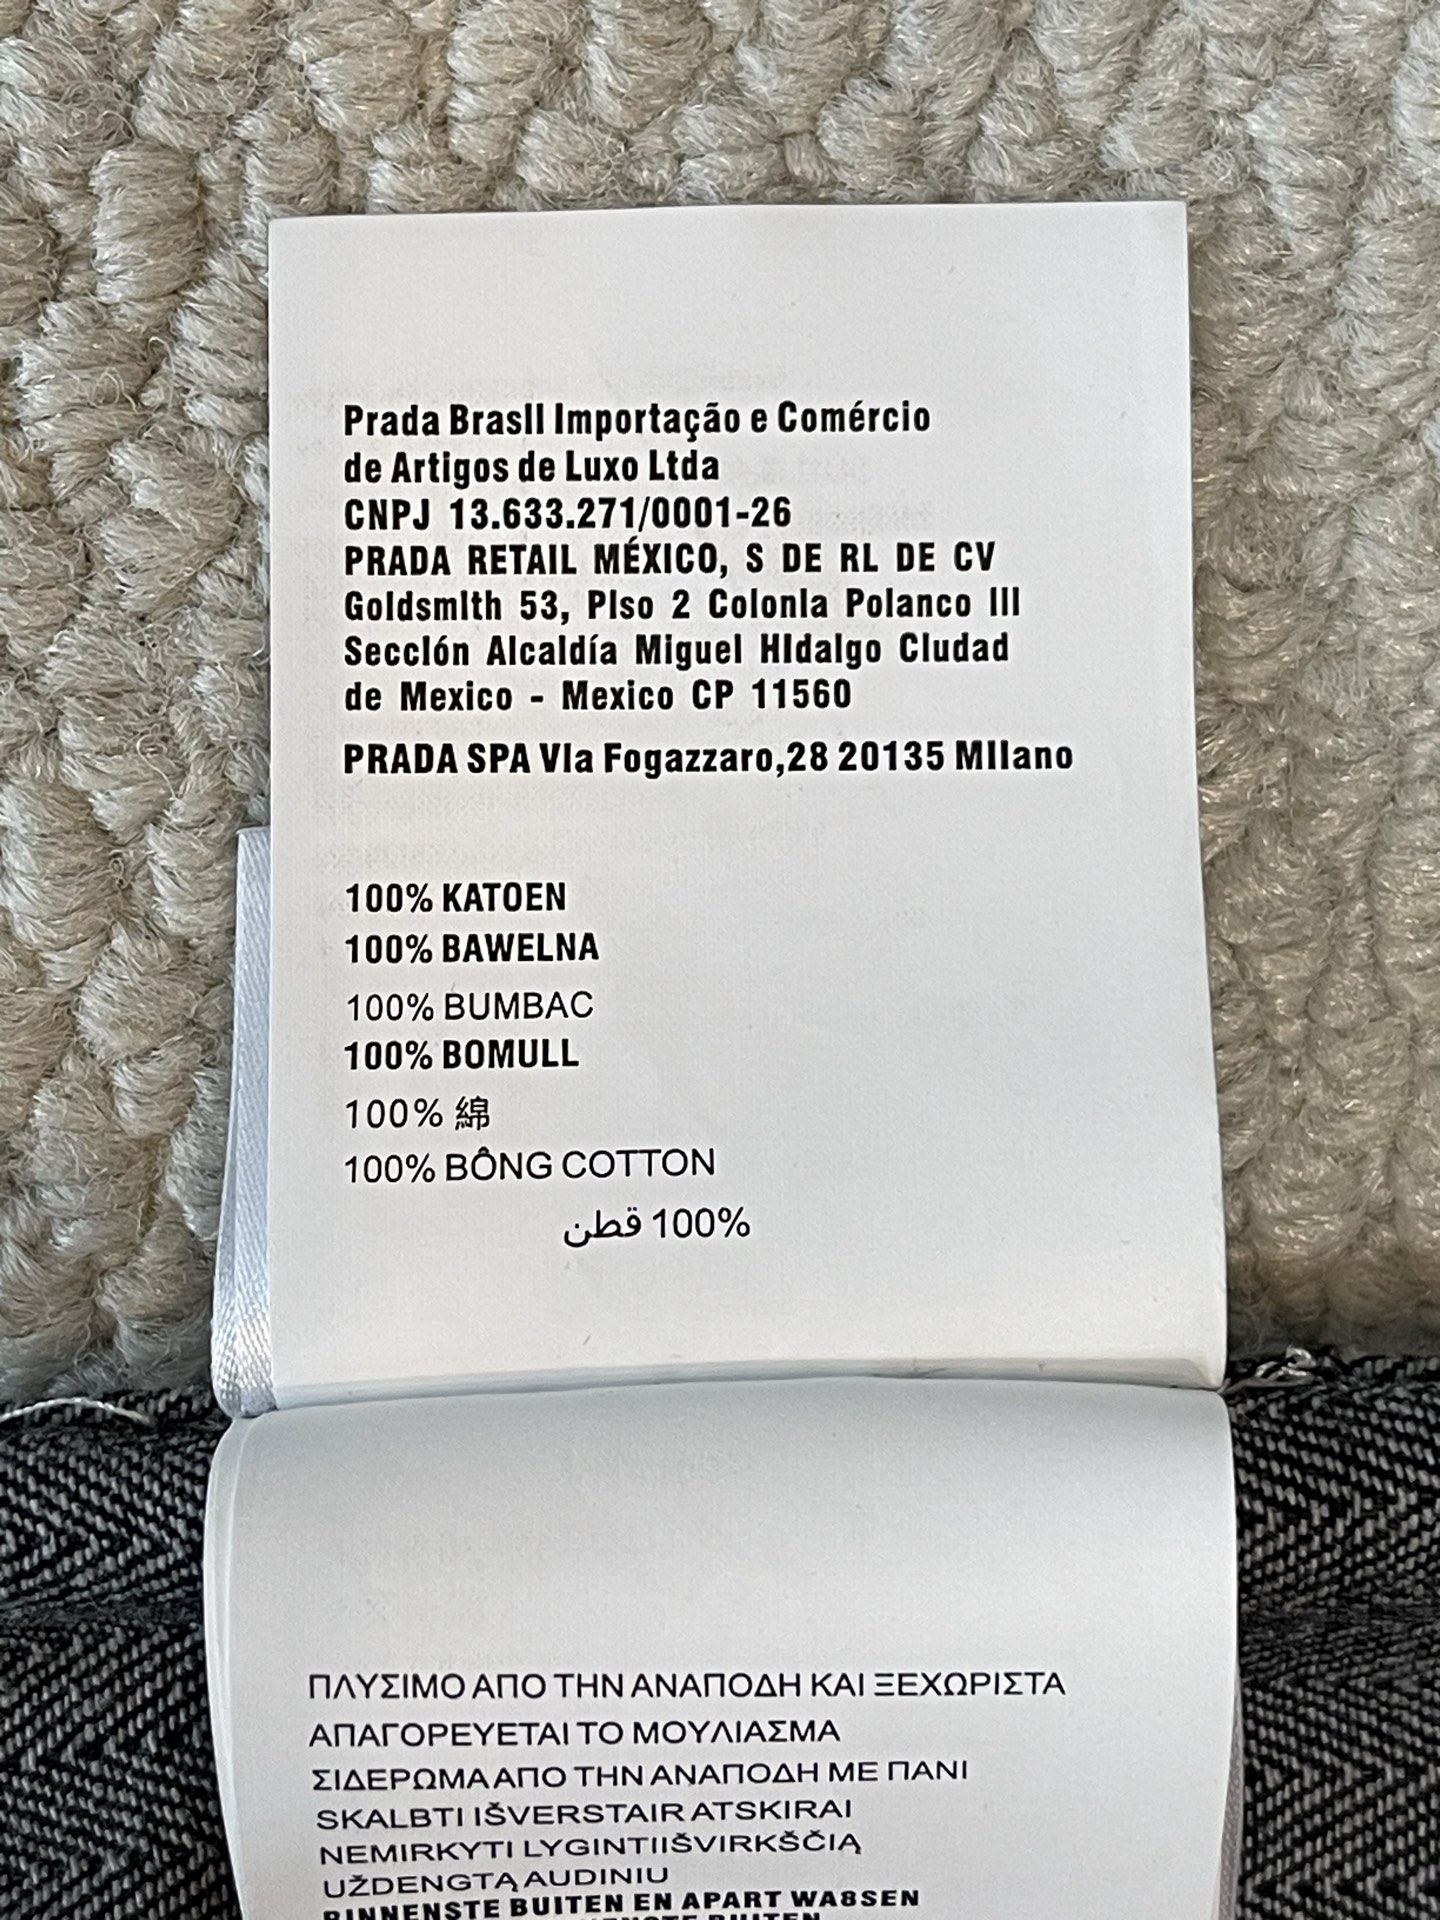 Prada BrasIl Importação e Comércio
de Artigos de Luxo Ltda
CNPJ 13.633.271/0001-26
PRADA RETAIL MÉXICO, S DE RL DE CV
GoldsmIth 53, PIso 2 ColonIa Polanco III
SeccIón Alcaldía Miguel HIdalgo CIudad
de Mexico - Mexico CP 11560
PRADA SPA VIa Fogazzaro,28 20135 MIlano
100% KATOEN
100% BAWELNA
100% BUMBAC
100% BOMULL
100% 綿
100% BÔNG COTTON
100% قطن
ΠΛΥΣΙΜΟ ΑΠΟ ΤΗΝ ΑΝΑΠΟΔΗ ΚΑΙ ΞΕΧΩΡΙΣΤΑ
ΑΠΑΓΟΡΕΥΕΤΑΙ ΤΟ ΜΟΥΛΙΑΣΜΑ
ΣΙΔΕΡΩΜΑ ΑΠΟ ΤΗΝ ΑΝΑΠΟΔΗ ΜΕ ΠΑΝΙ
SKALBTI IŠVERSTAIR ATSKIRAI
NEMIRKYTI LYGINTIIŠVIRKŠČIĄ
UŽDENGTĄ AUDINIU
BINNENSTE BUITEN EN APART WA8SEN
BUITEN